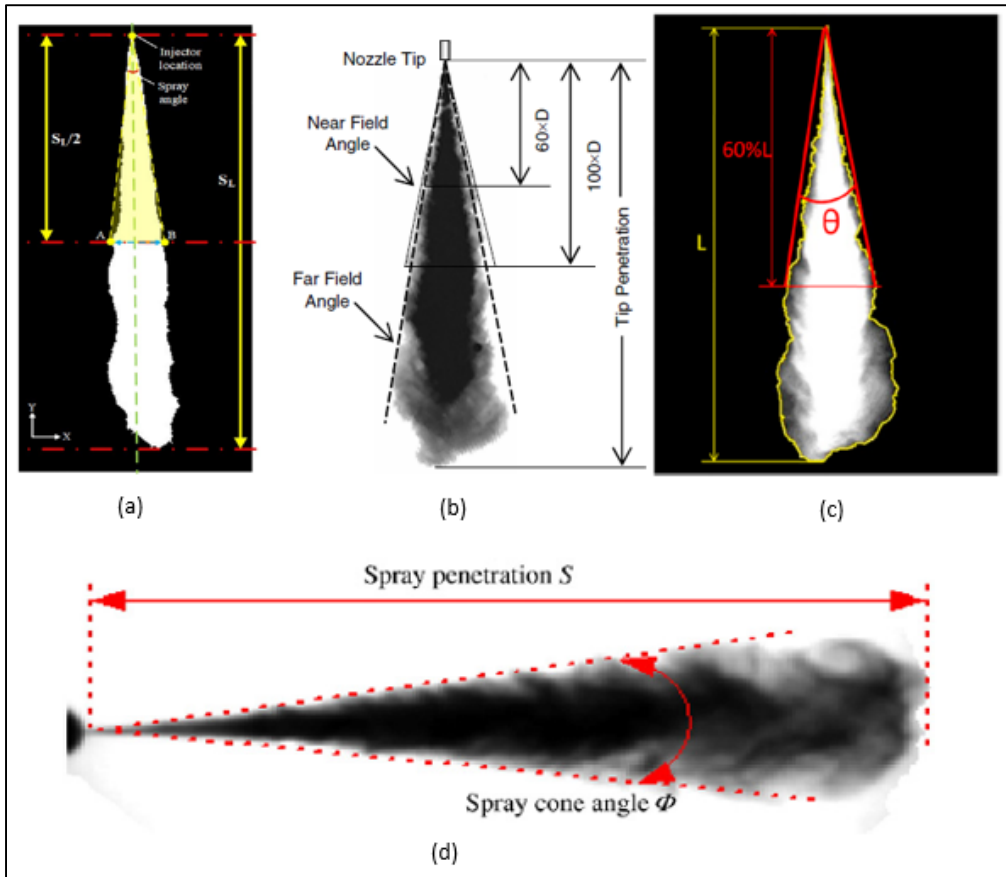 Injector
location
Spray
angle
S_L/2
S_L
A
B
Y
X
(a)
Nozzle Tip
Near Field
Angle
60×D
100×D
Far Field
Angle
Tip Penetration
(b)
60%L
L
θ
(c)
Spray penetration S
Spray cone angle Φ
(d)